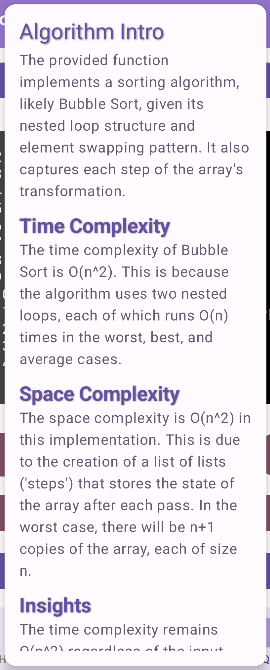 Algorithm Intro
The provided function
implements a sorting algorithm,
likely Bubble Sort, given its
nested loop structure and
element swapping pattern. It also
captures each step of the array's
transformation.
Time Complexity
The time complexity of Bubble
Sort is O(n^2). This is because
the algorithm uses two nested
loops, each of which runs O(n)
times in the worst, best, and
average cases.
Space Complexity
The space complexity is O(n^2) in
this implementation. This is due
to the creation of a list of lists
('steps') that stores the state of
the array after each pass. In the
worst case, there will be n+1
copies of the array, each of size
n.
Insights
The time complexity remains
O(n^2) regardless of the input